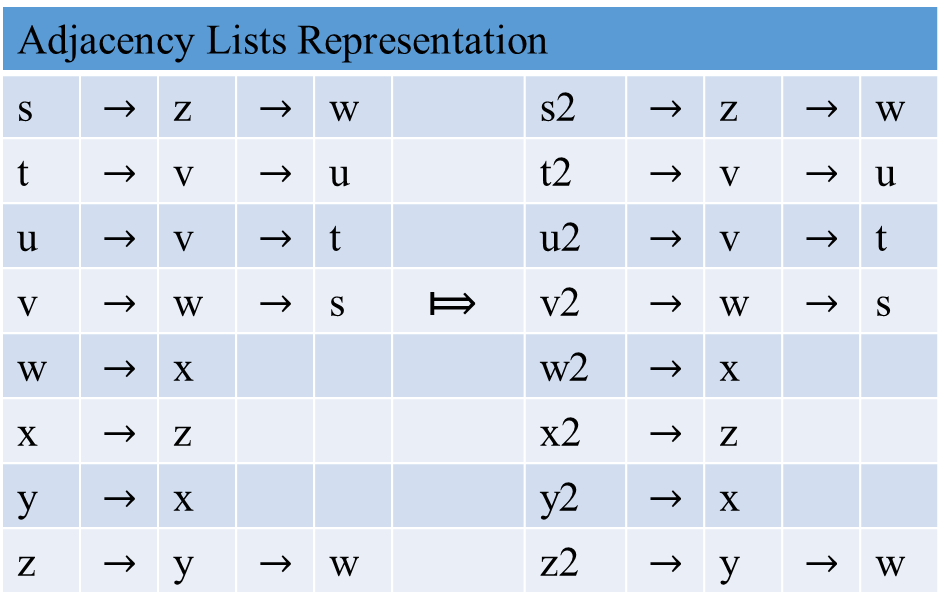 Adjacency Lists Representation
s → z → w s2 → z → w
t → v → u t2 → v → u
u → v → t u2 → v → t
v → w → s ⤇ v2 → w → s
w → x w2 → x
x → z x2 → z
y → x y2 → x
z → y → w z2 → y → w